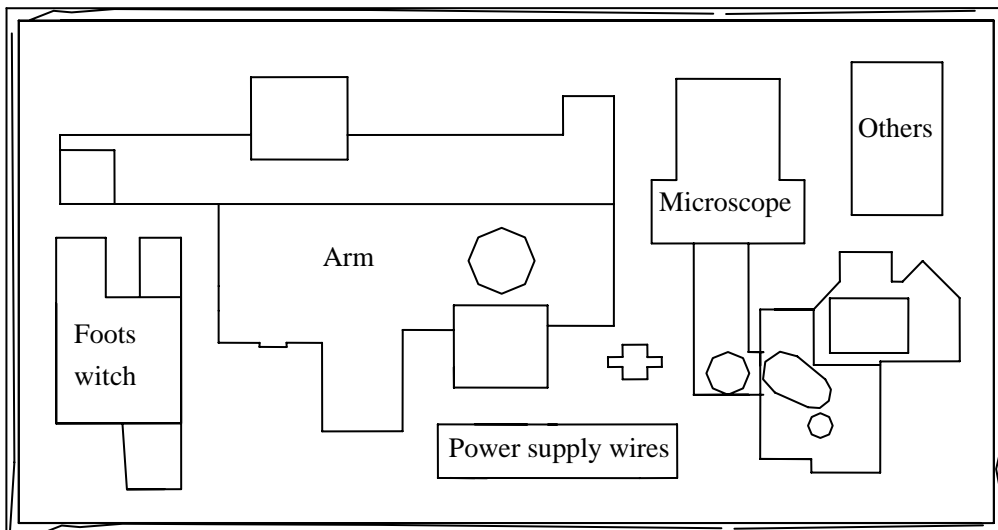 Others
Microscope
Arm
Foots
witch
Power supply wires